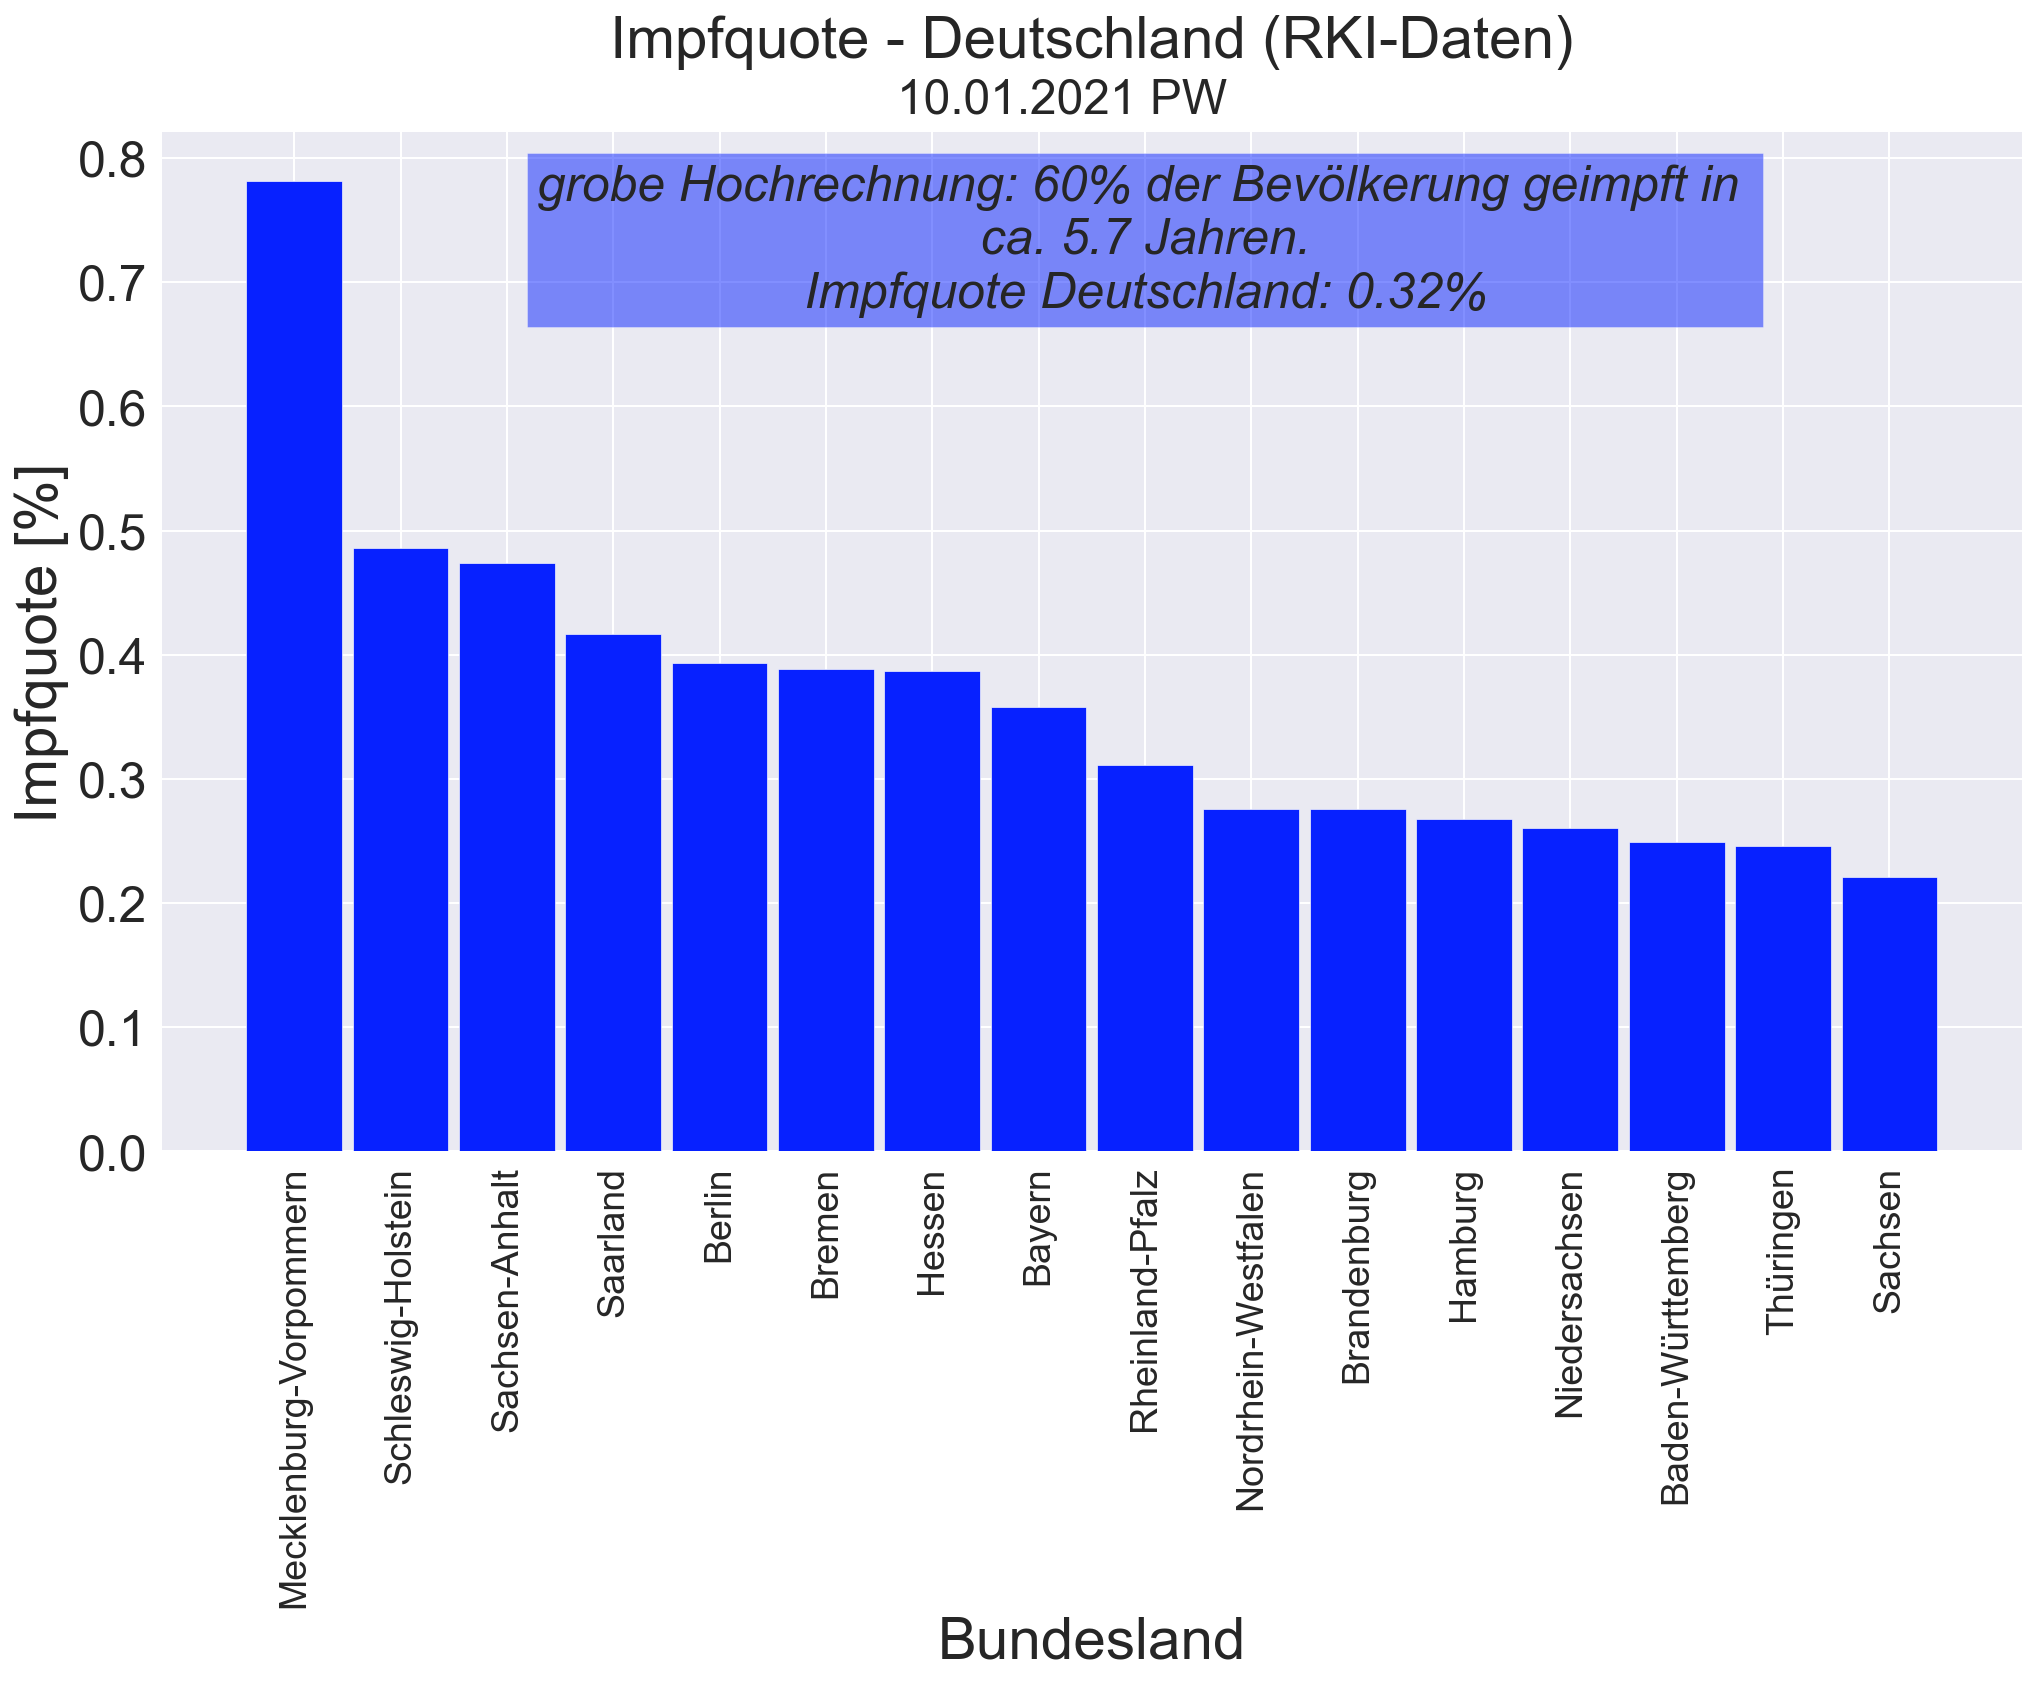 Impfquote - Deutschland (RKI-Daten)
10.01.2021 PW
grobe Hochrechnung: 60% der Bevölkerung geimpft in
ca. 5.7 Jahren.
Impfquote Deutschland: 0.32%
Impfquote [%]
0.8
0.7
0.6
0.5
0.4
0.3
0.2
0.1
0.0
Mecklenburg-Vorpommern
Schleswig-Holstein
Sachsen-Anhalt
Saarland
Berlin
Bremen
Hessen
Bayern
Rheinland-Pfalz
Nordrhein-Westfalen
Brandenburg
Hamburg
Niedersachsen
Baden-Württemberg
Thüringen
Sachsen
Bundesland